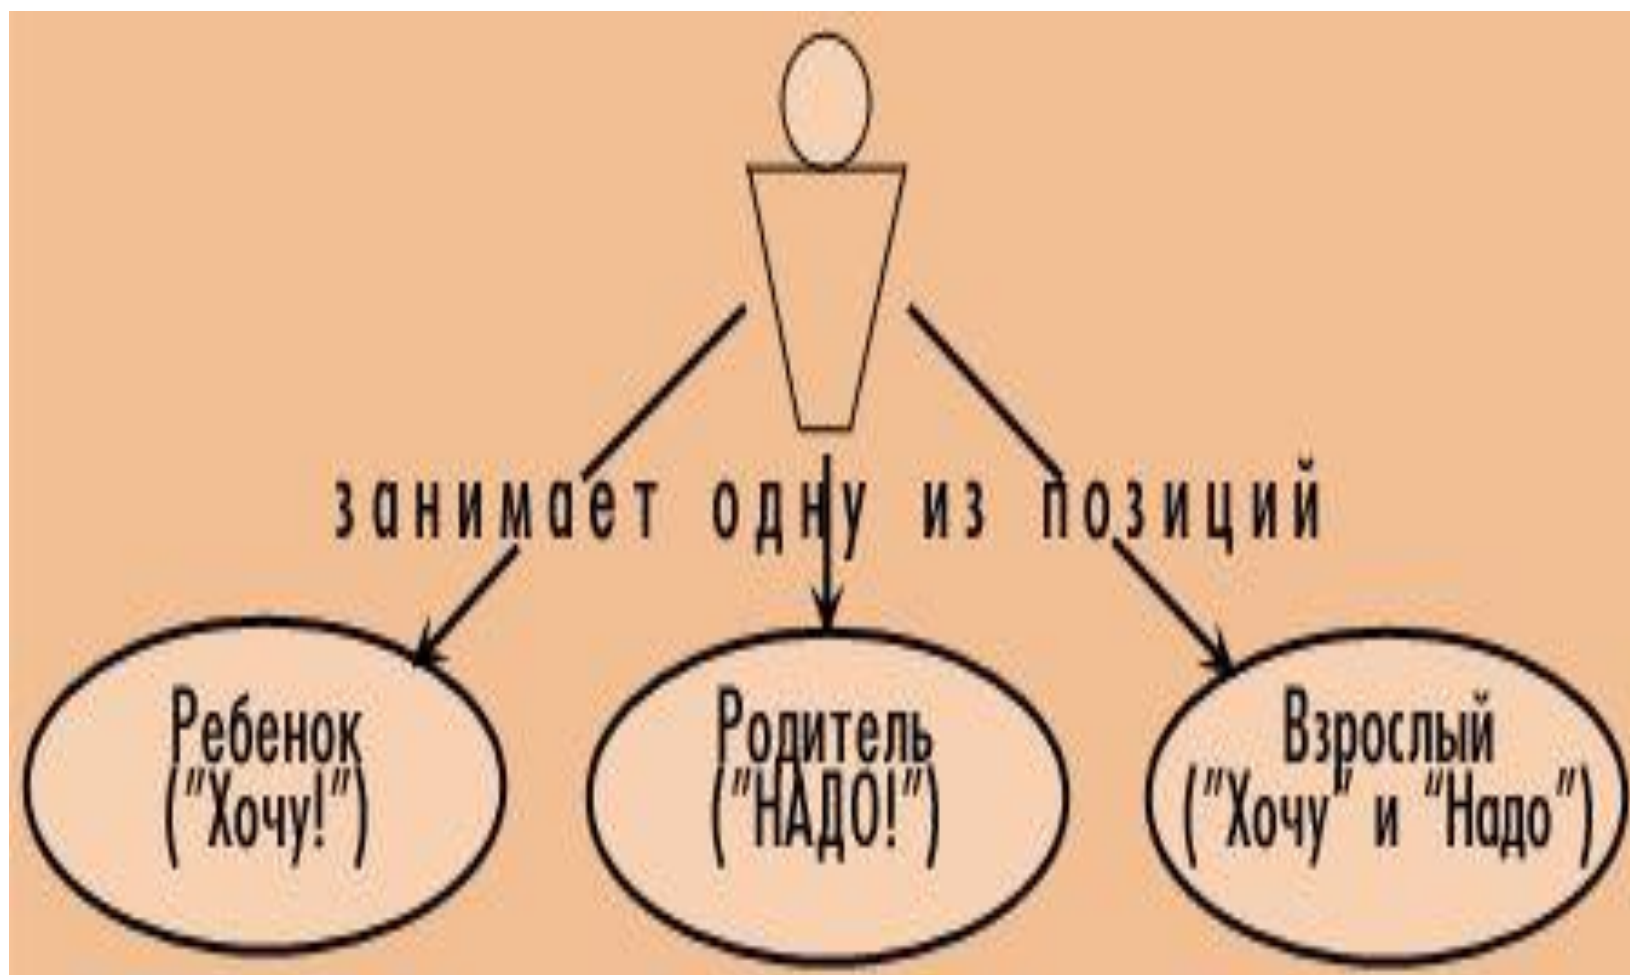 занимает одну из позиций
Ребенок
("Хочу!")
Родитель
("НАДО!")
Взрослый
("Хочу" и "Надо")